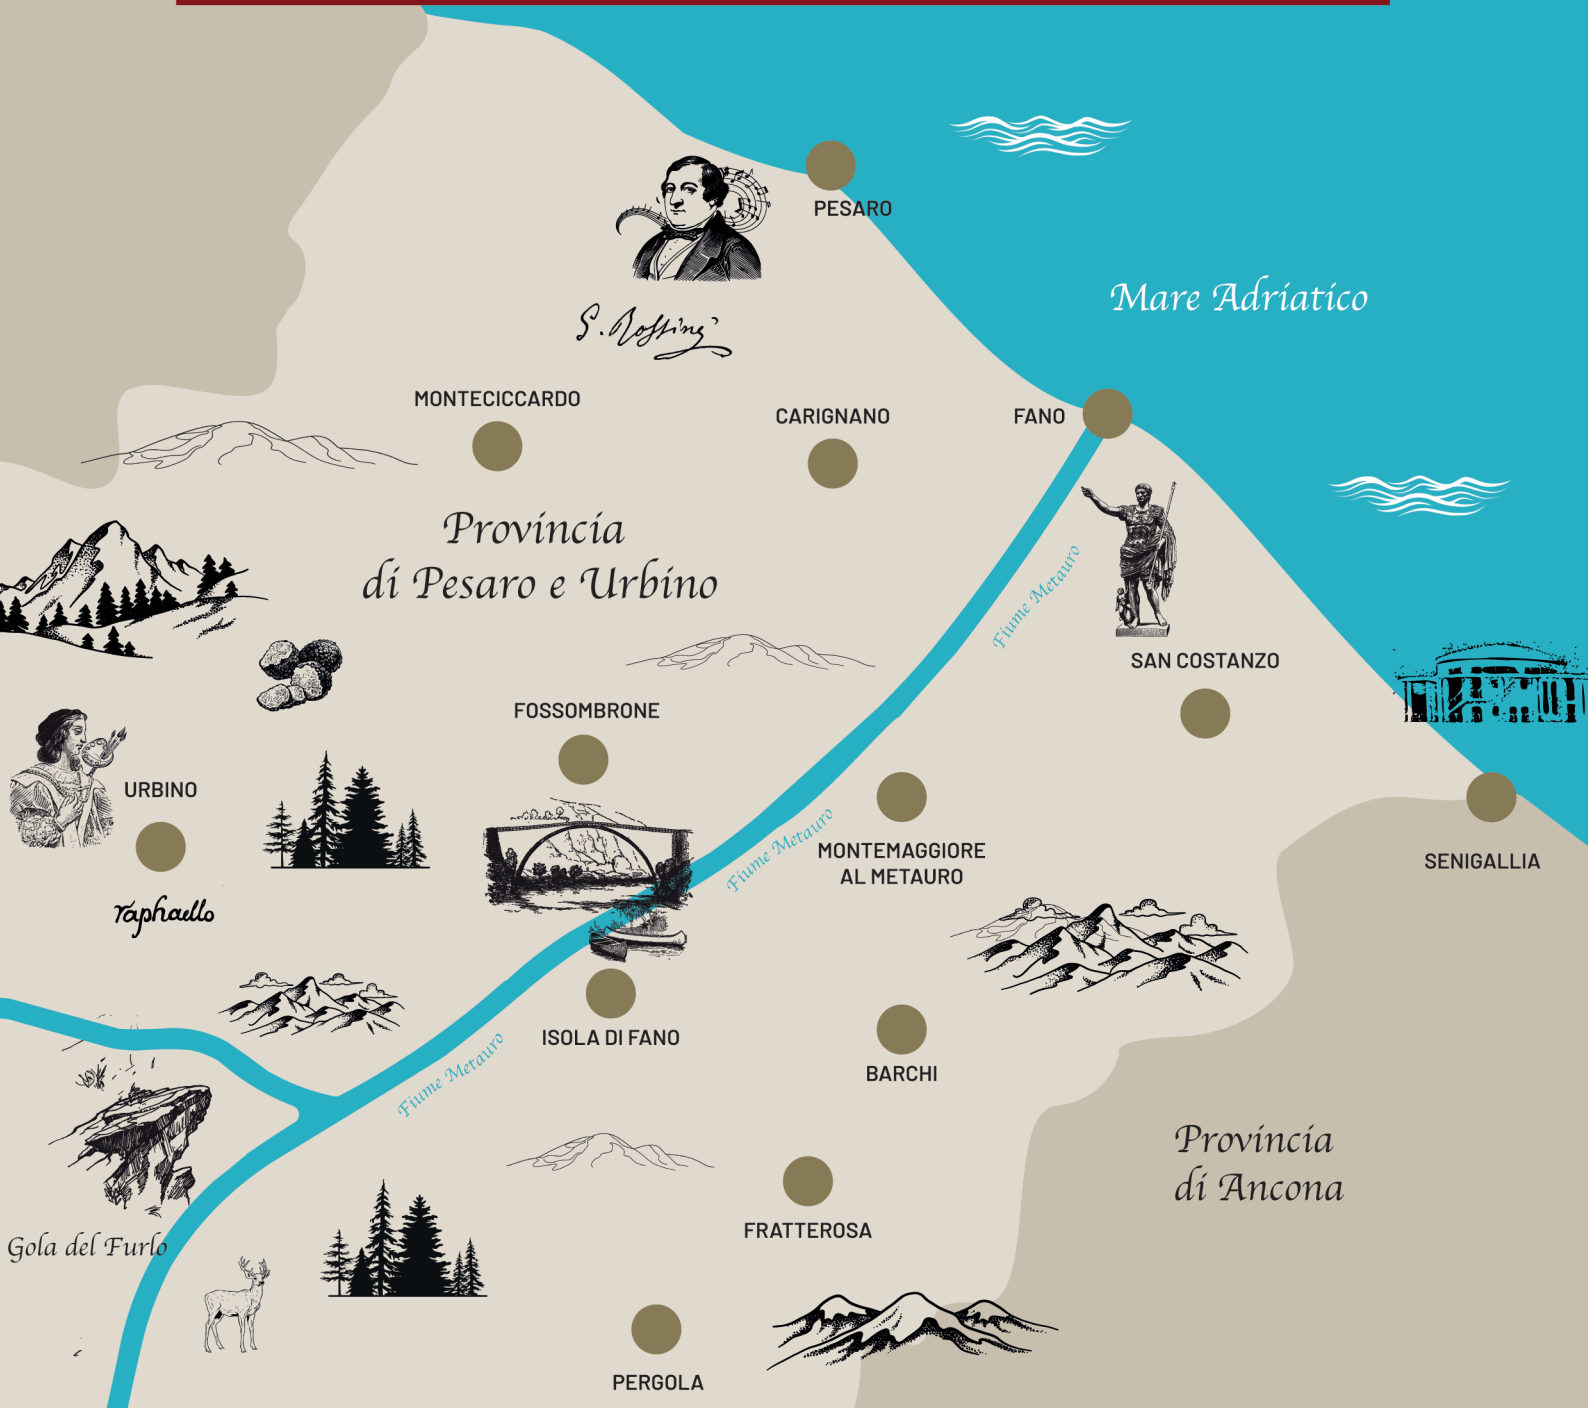 PESARO
Mare Adriatico
G. Rossini
MONTECICCARDO
CARIGNANO
FANO
Provincia
di Pesaro e Urbino
Fiume Metauro
SAN COSTANZO
FOSSOMBRONE
URBINO
Fiume Metauro
MONTEMAGGIORE
AL METAURO
SENIGALLIA
raphaello
ISOLA DI FANO
Fiume Metauro
BARCHI
Provincia
di Ancona
FRATTEROSA
Gola del Furlo
PERGOLA